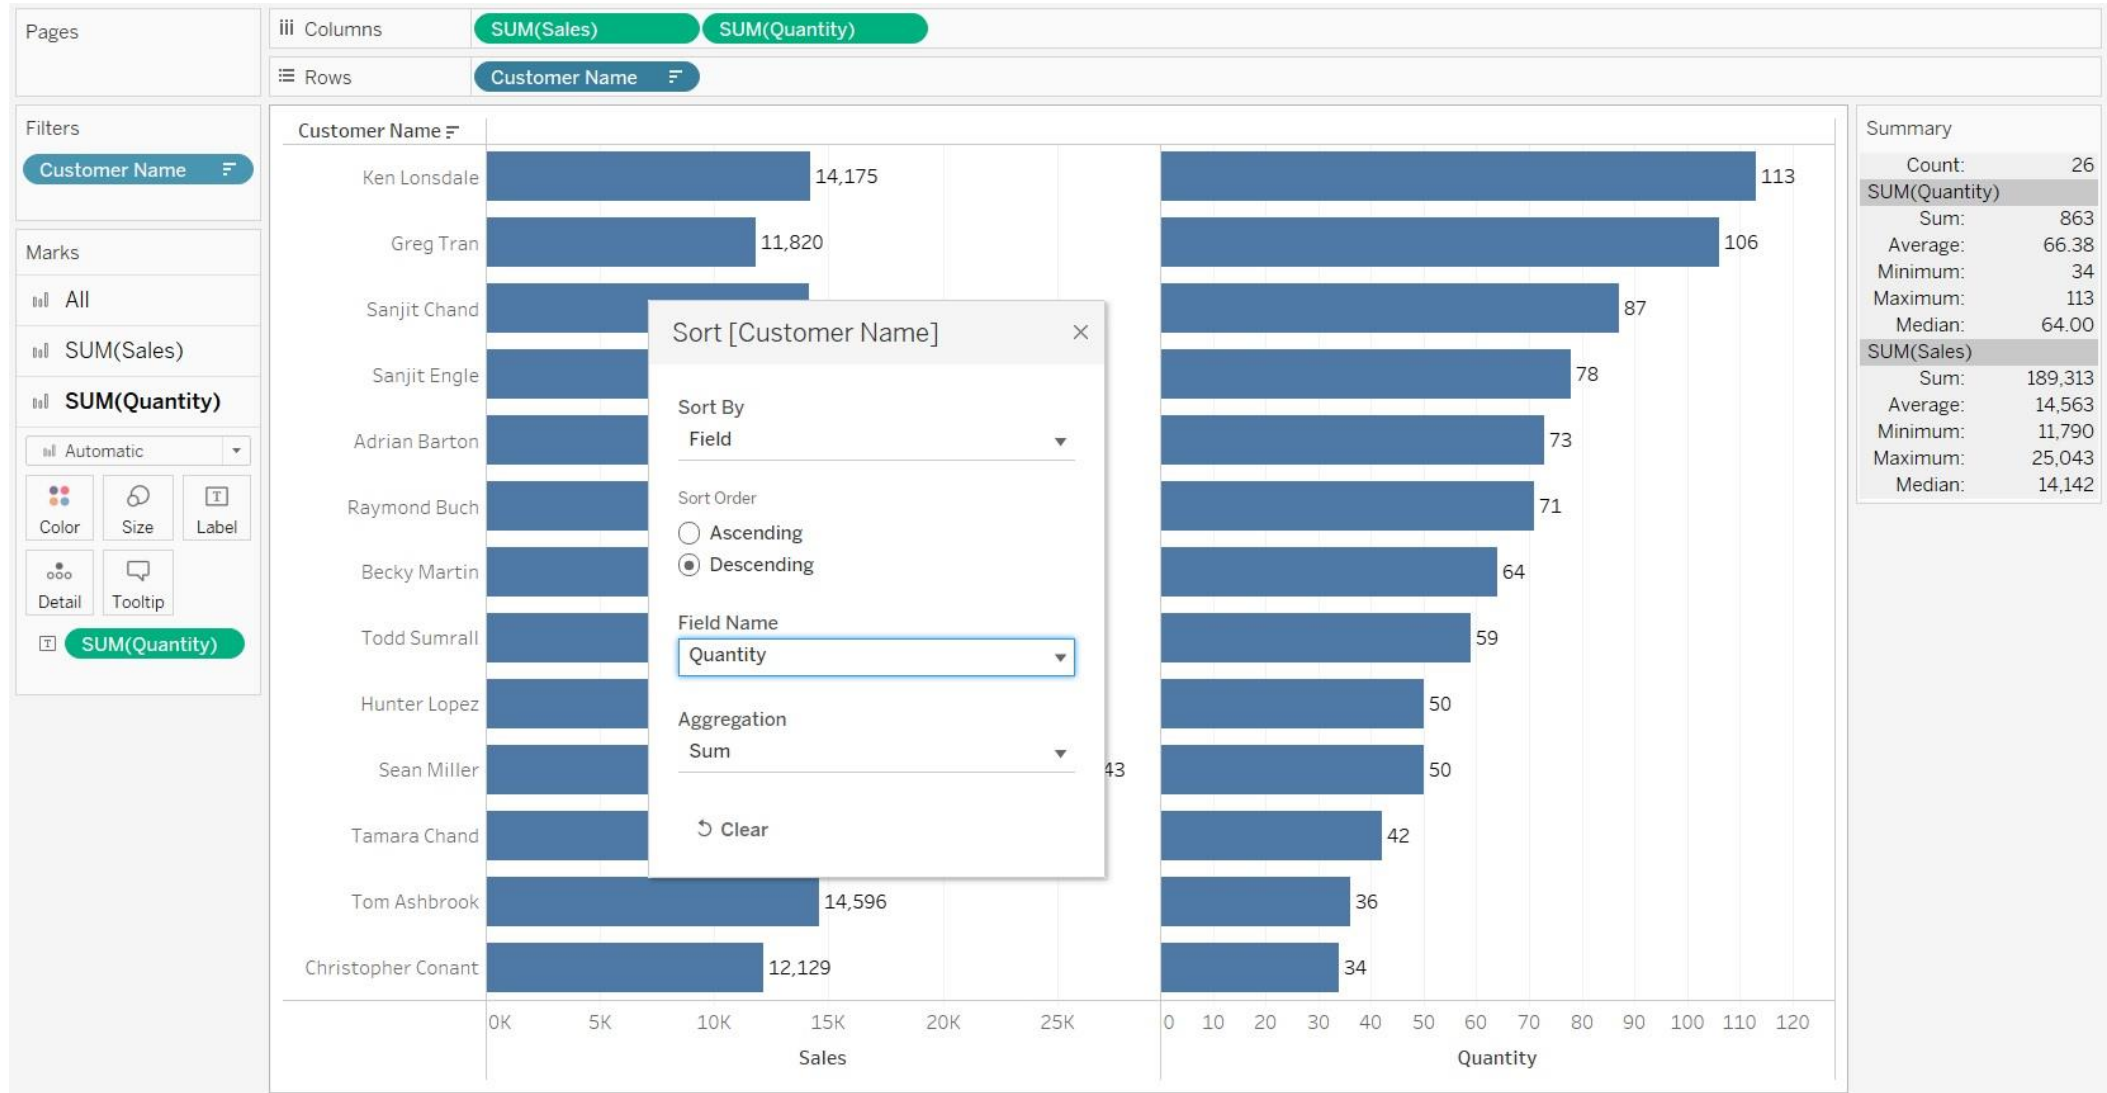 Pages
Columns
SUM(Sales)
SUM(Quantity)
Rows
Customer Name
Filters
Customer Name
Marks
All
SUM(Sales)
SUM(Quantity)
Automatic
Color
Size
Label
Detail
Tooltip
SUM(Quantity)
Customer Name
Ken Lonsdale 14,175 113
Greg Tran 11,820 106
Sanjit Chand 87
Sanjit Engle 78
Adrian Barton 73
Raymond Buch 71
Becky Martin 64
Todd Sumrall 59
Hunter Lopez 50
Sean Miller 43 50
Tamara Chand 42
Tom Ashbrook 14,596 36
Christopher Conant 12,129 34
0K 5K 10K 15K 20K 25K
Sales
0 10 20 30 40 50 60 70 80 90 100 110 120
Quantity
Sort [Customer Name]
Sort By
Field
Sort Order
Ascending
Descending
Field Name
Quantity
Aggregation
Sum
Clear
Summary
Count: 26
SUM(Quantity)
Sum: 863
Average: 66.38
Minimum: 34
Maximum: 113
Median: 64.00
SUM(Sales)
Sum: 189,313
Average: 14,563
Minimum: 11,790
Maximum: 25,043
Median: 14,142